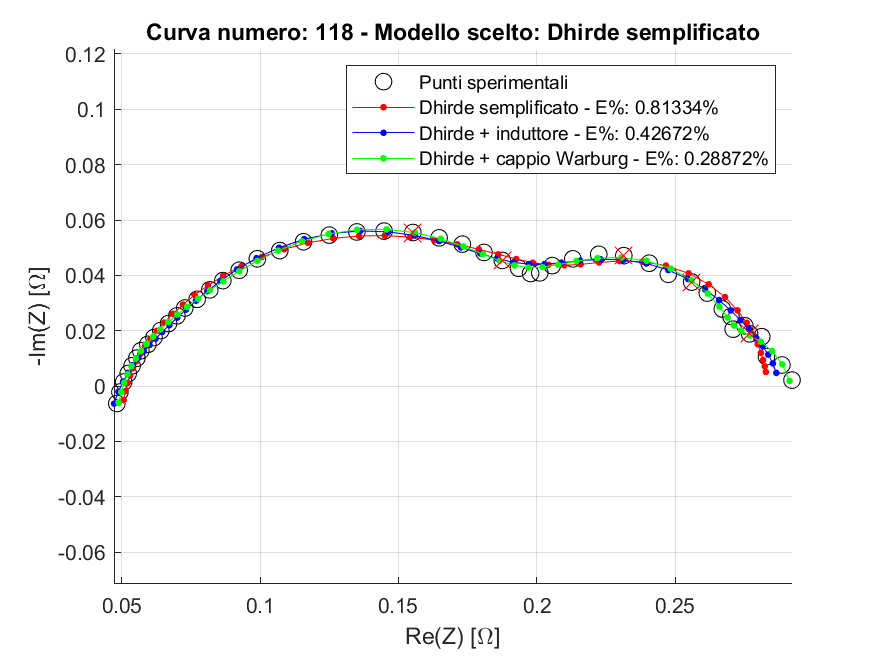 Curva numero: 118 - Modello scelto: Dhirde semplificato
Punti sperimentali
Dhirde semplificato - E%: 0.81334%
Dhirde + induttore - E%: 0.42672%
Dhirde + cappio Warburg - E%: 0.28872%
0.12
0.1
0.08
0.06
0.04
0.02
0
-0.02
-0.04
-0.06
-Im(Z) [Ω]
0.05 0.1 0.15 0.2 0.25
Re(Z) [Ω]